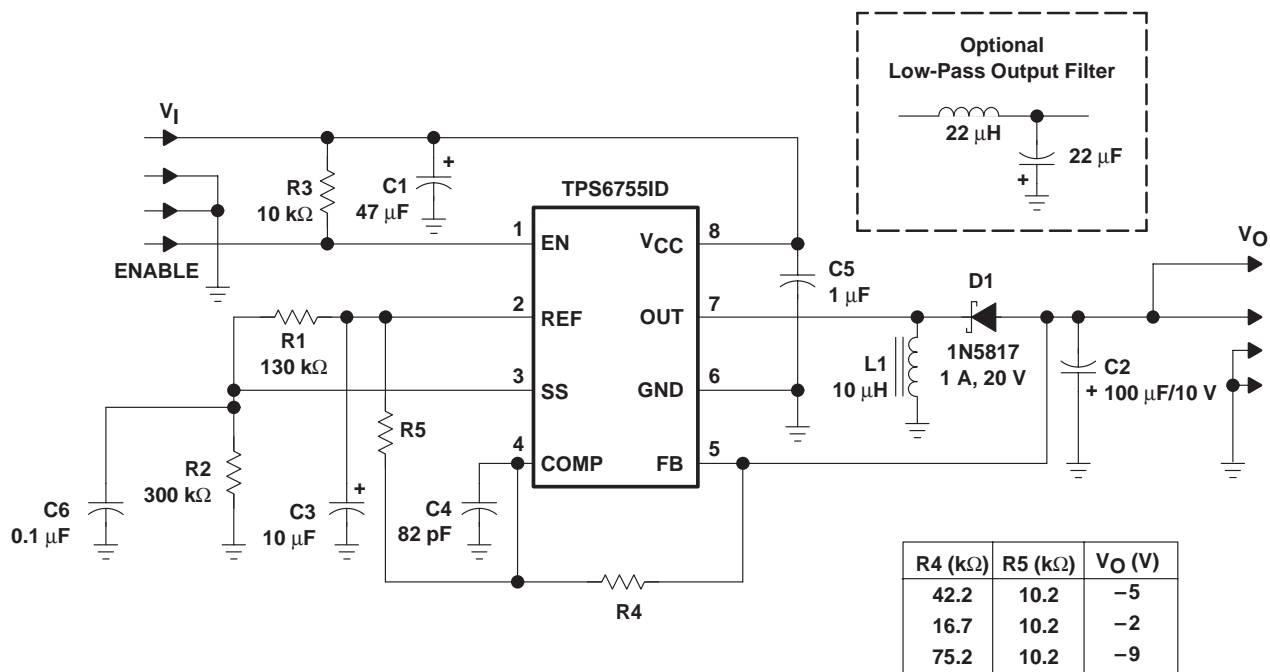 Optional
Low-Pass Output Filter
22 μH
22 μF
+
VI
ENABLE
R3
10 kΩ
C1
47 μF
+
TPS6755ID
1
EN
2
REF
3
SS
4
COMP
8
VCC
7
OUT
6
GND
5
FB
C5
1 μF
R1
130 kΩ
R5
R2
300 kΩ
C6
0.1 μF
C3
10 μF
+
C4
82 pF
R4
L1
10 μH
D1
1N5817
1 A, 20 V
C2
+ 100 μF/10 V
VO
R4 (kΩ) R5 (kΩ) VO (V)
42.2 10.2 −5
16.7 10.2 −2
75.2 10.2 −9